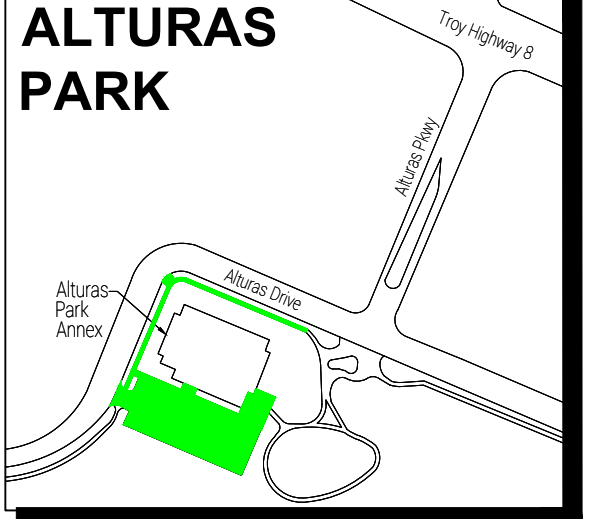 ALTURAS
PARK
Troy Highway 8
Alturas Pkwy
Alturas Drive
Alturas
Park
Annex